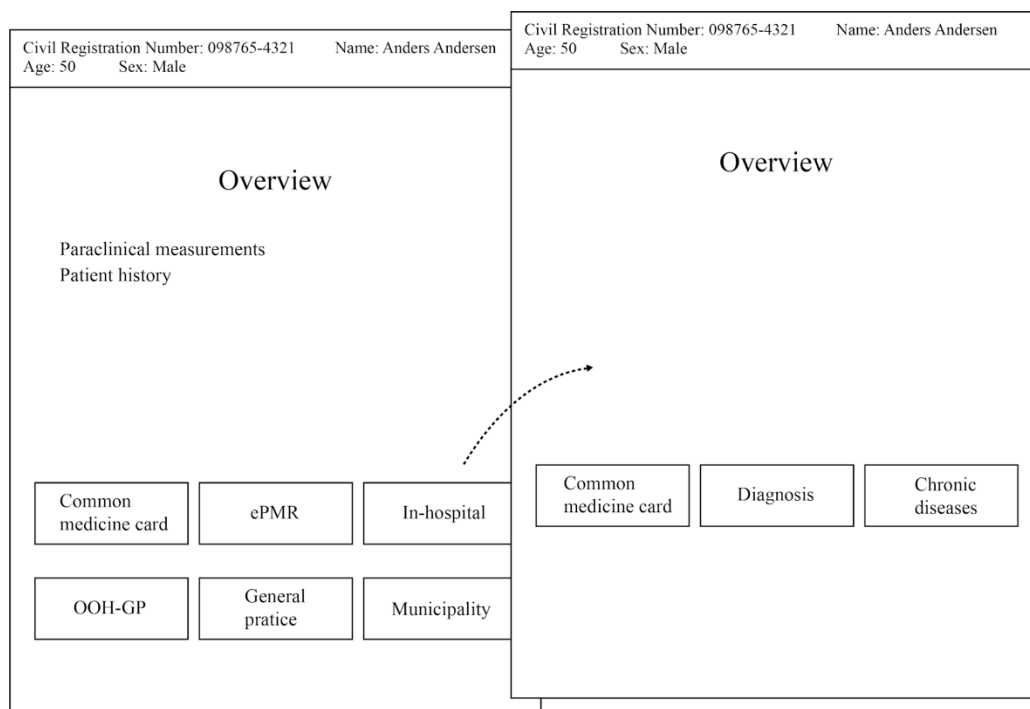 Civil Registration Number: 098765-4321 Name: Anders Andersen
Age: 50 Sex: Male
Overview
Paraclinical measurements
Patient history
Common
medicine card
ePMR
In-hospital
OOH-GP
General
pratice
Municipality
Civil Registration Number: 098765-4321 Name: Anders Andersen
Age: 50 Sex: Male
Overview
Common
medicine card
Diagnosis
Chronic
diseases